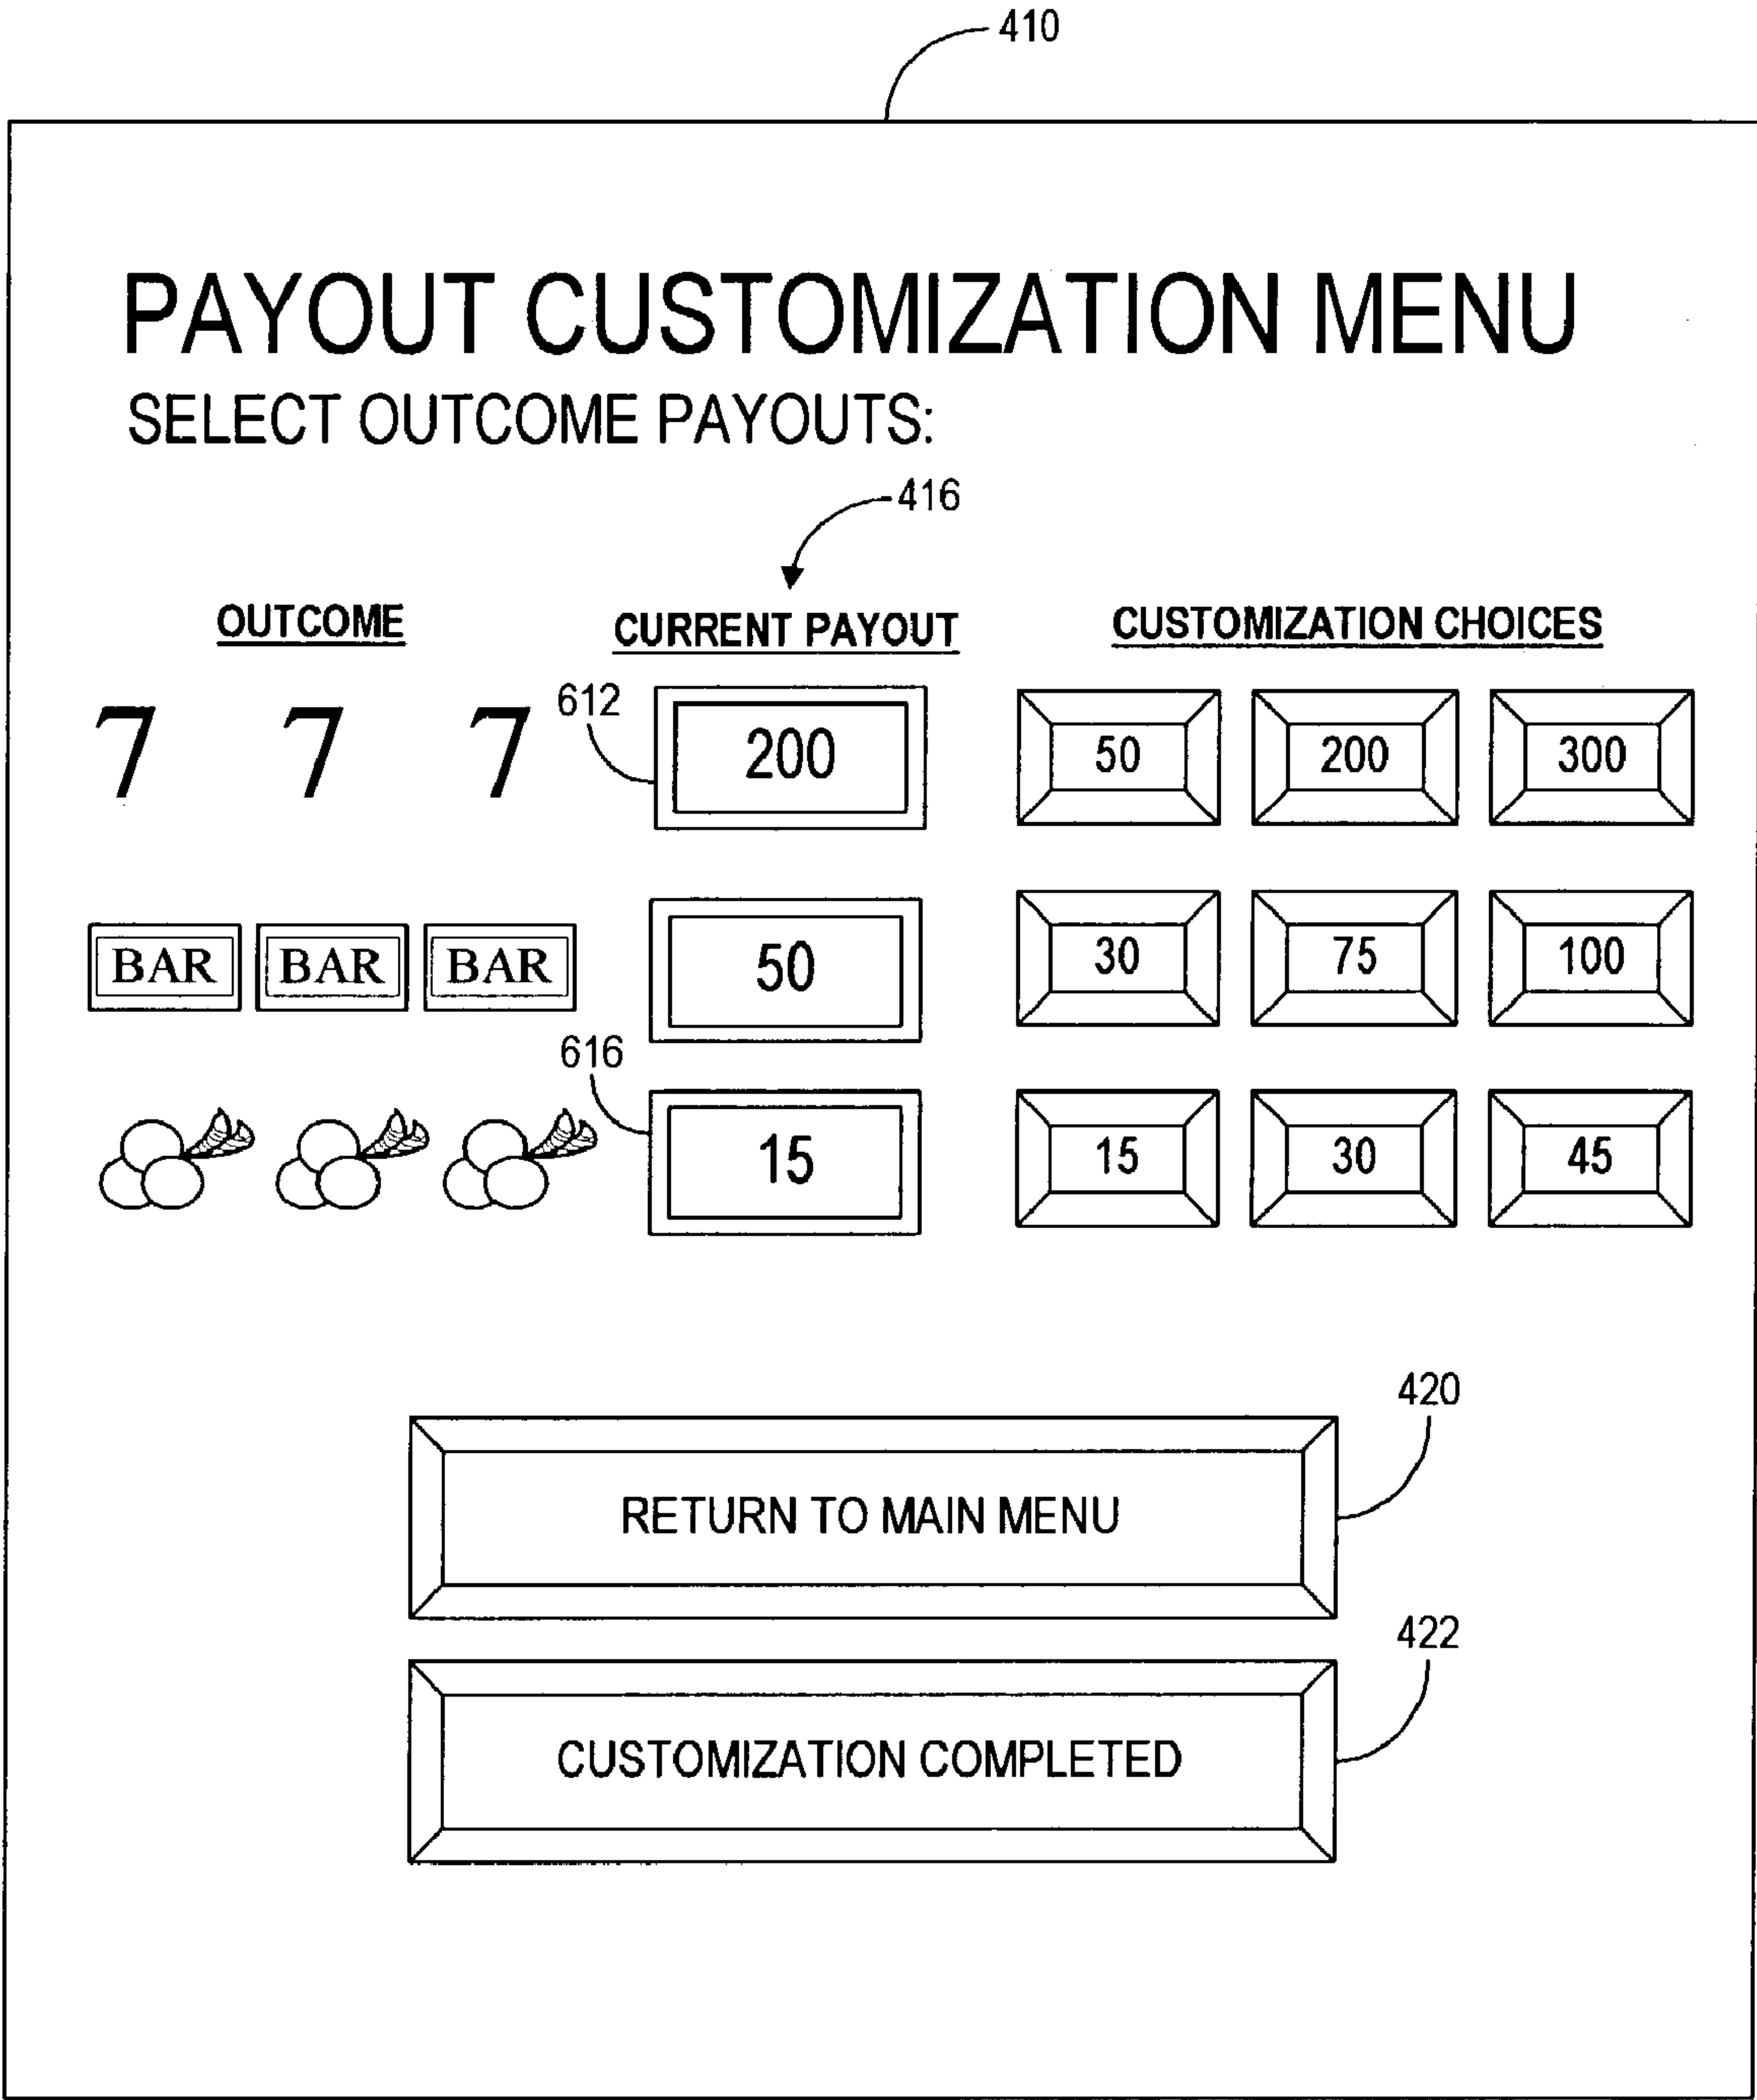 410
PAYOUT CUSTOMIZATION MENU
SELECT OUTCOME PAYOUTS:
416
OUTCOME CURRENT PAYOUT CUSTOMIZATION CHOICES
7 7 7 612 200 50 200 300
BAR BAR BAR 50 30 75 100
616
15 15 30 45
420
RETURN TO MAIN MENU
422
CUSTOMIZATION COMPLETED